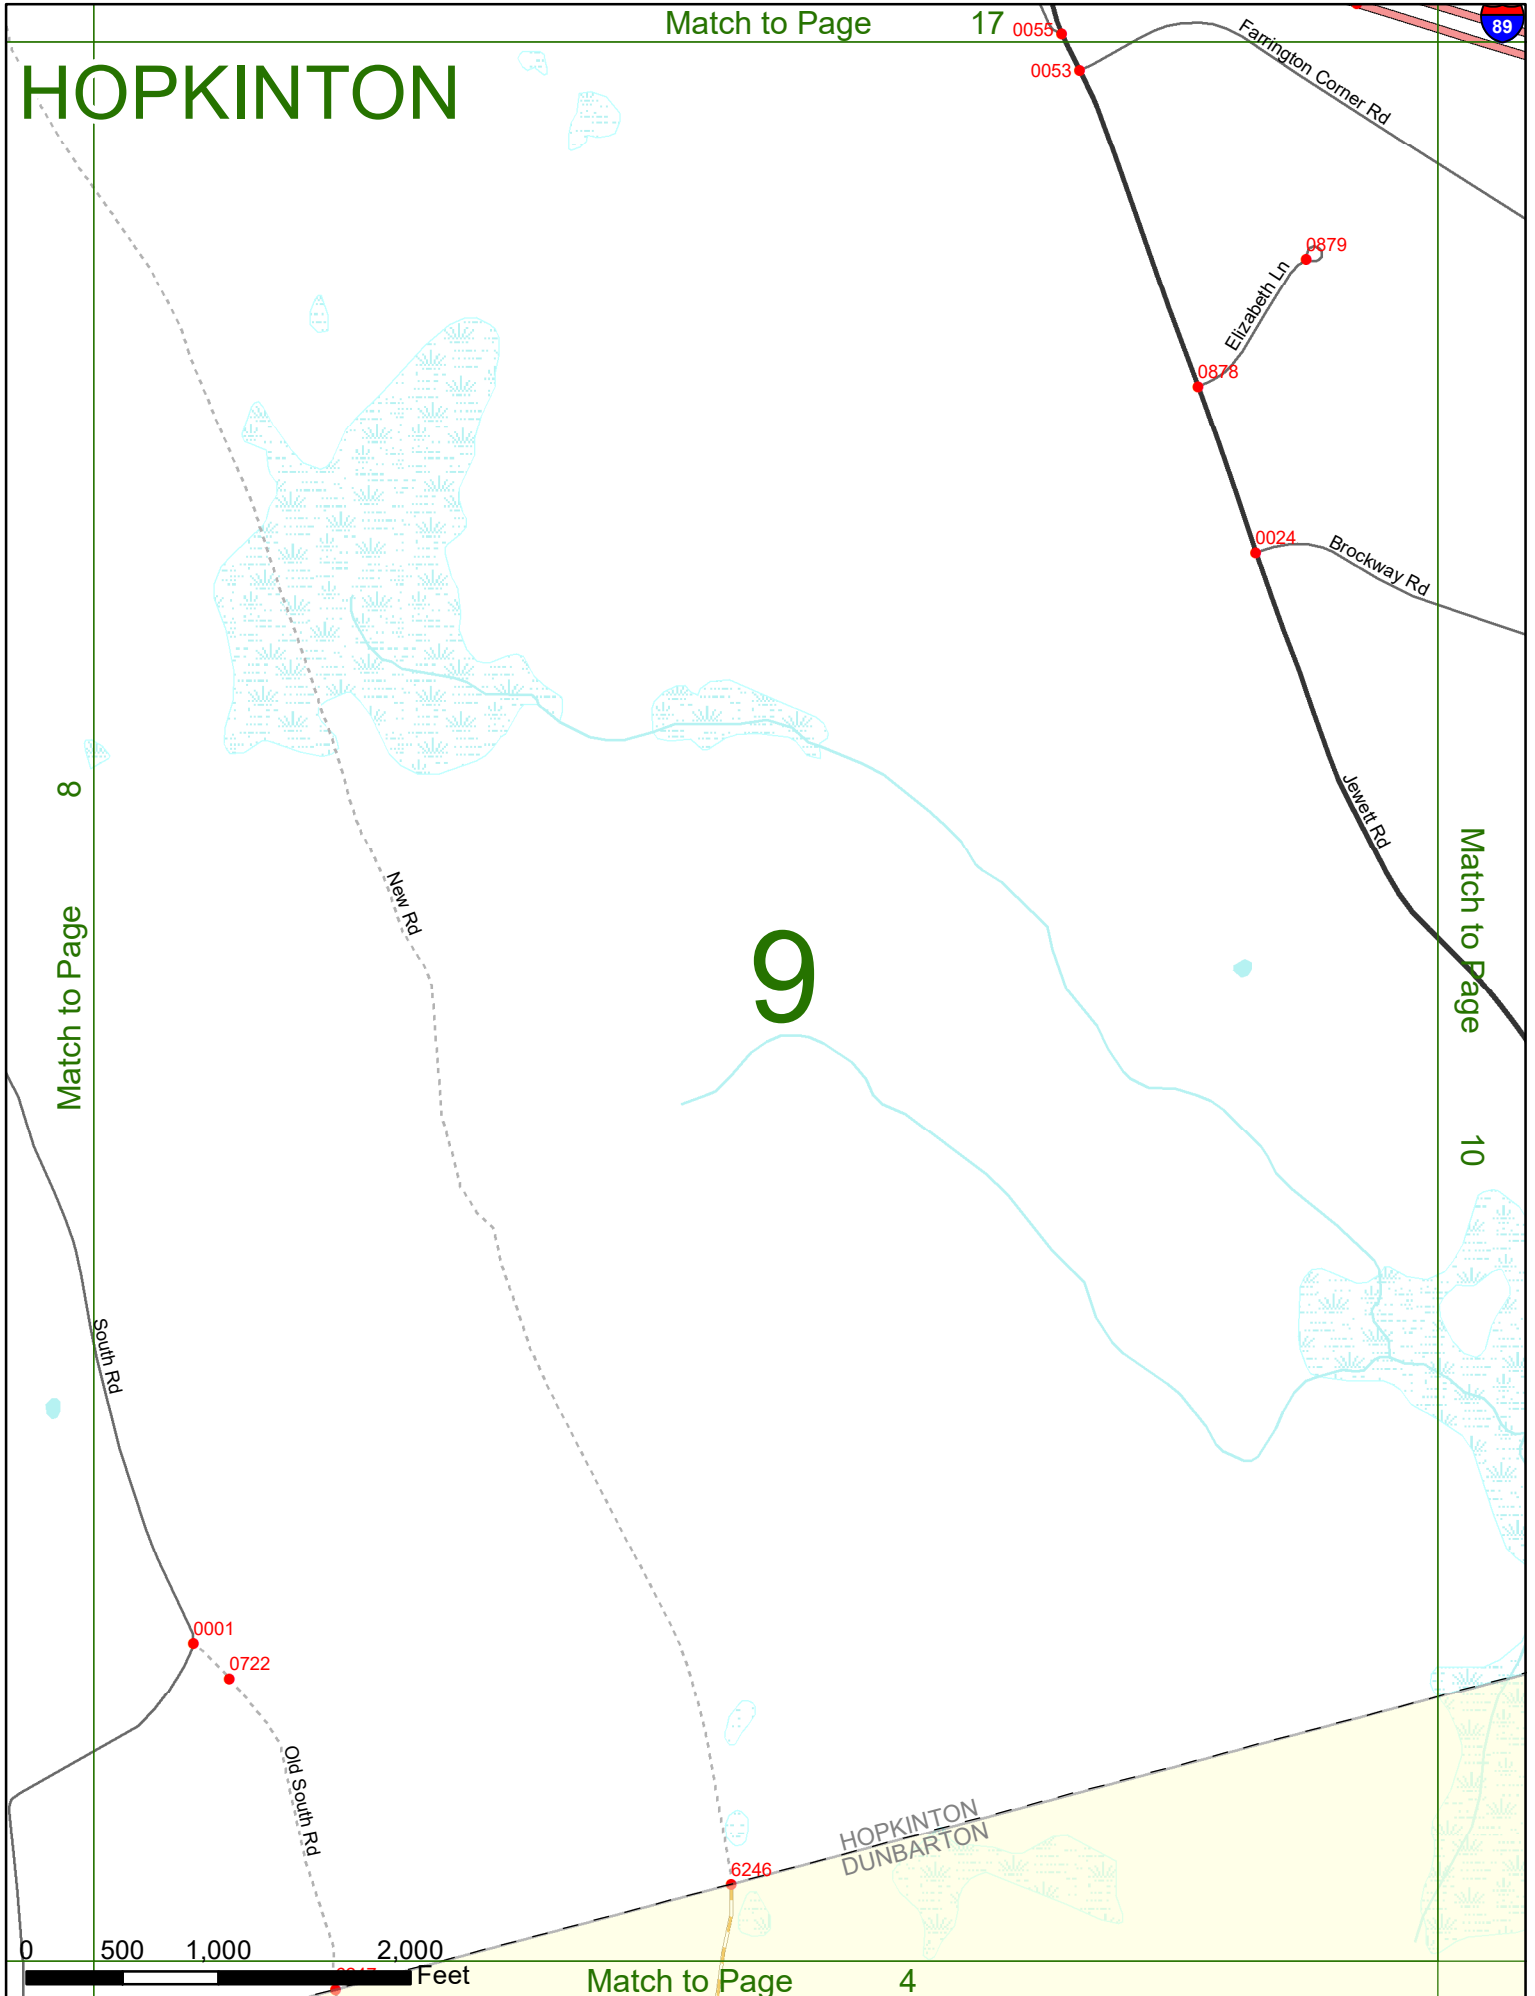 Match to Page 17
0055
89
Farrington Corner Rd
0053
HOPKINTON
0879
Elizabeth Ln
0878
0024
Brockway Rd
Jewett Rd
Match to Page 8
New Rd
9
Match to Page 10
South Rd
0001
0722
Old South Rd
HOPKINTON
DUNBARTON
6246
0 500 1,000 2,000
Feet
Match to Page 4